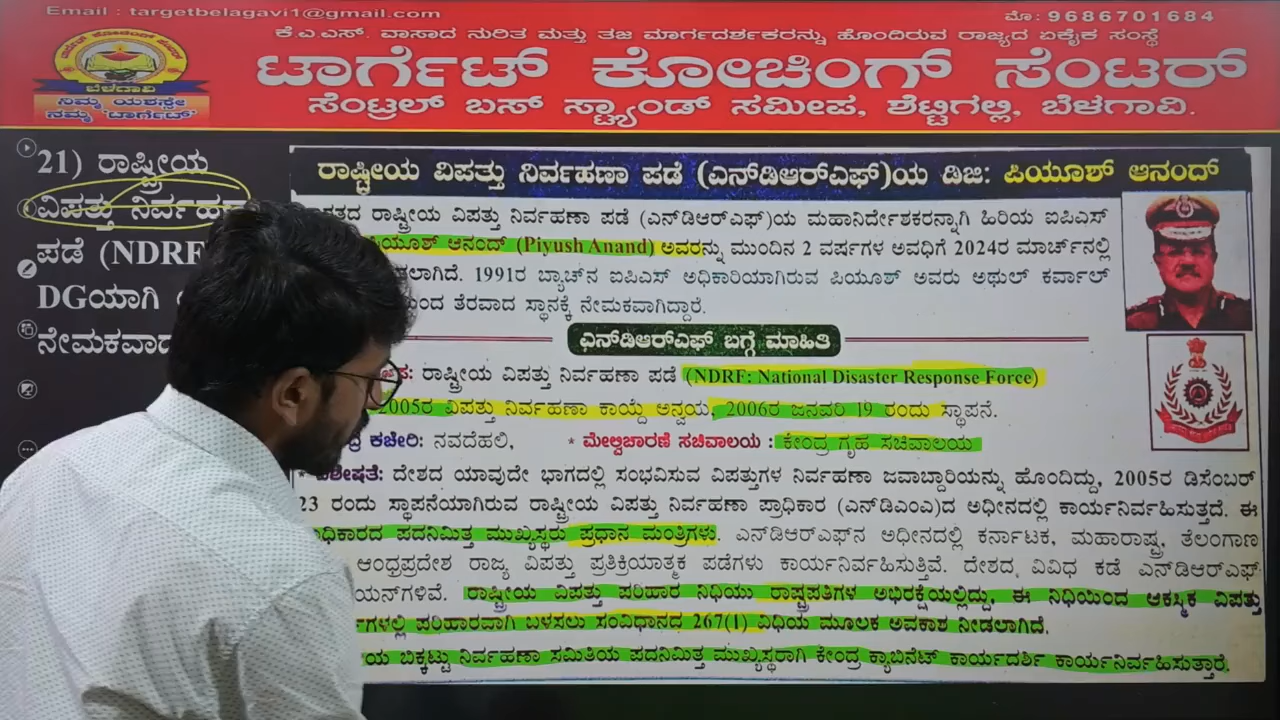 Email : targetbelagavi1@gmail.com
ಮೊ: 9686701684
ಕೆ.ಎ.ಎಸ್. ವಾಸಾದ ನುರಿತ ಮತ್ತು ತಜ್ಞ ಮಾರ್ಗದರ್ಶಕರನ್ನು ಹೊಂದಿರುವ ರಾಜ್ಯದ ಏಕೈಕ ಸಂಸ್ಥೆ
ಟಾರ್ಗೆಟ್ ಕೋಚಿಂಗ್ ಸೆಂಟರ್
ಸೆಂಟ್ರಲ್ ಬಸ್ ಸ್ಟ್ಯಾಂಡ್ ಸಮೀಪ, ಶೆಟ್ಟಿಗಲ್ಲಿ, ಬೆಳಗಾವಿ.
ಬೆಳಗಾವಿ
ನಿಮ್ಮ ಯಶಸ್ಸೇ
ನಮ್ಮ 'ಟಾರ್ಗೆಟ್'
21) ರಾಷ್ಟ್ರೀಯ
ವಿಪತ್ತು ನಿರ್ವಹಣ
ಪಡೆ (NDRF
DGಯಾಗಿ
ನೇಮಕವಾದ
ರಾಷ್ಟ್ರೀಯ ವಿಪತ್ತು ನಿರ್ವಹಣಾ ಪಡೆ (ಎನ್‌ಡಿಆರ್‌ಎಫ್)ಯ ಡಿಜಿ: ಪಿಯೂಶ್ ಆನಂದ್
ರಾಷ್ಟ್ರೀಯ ವಿಪತ್ತು ನಿರ್ವಹಣಾ ಪಡೆ (ಎನ್‌ಡಿಆರ್‌ಎಫ್)ಯ ಮಹಾನಿರ್ದೇಶಕರನ್ನಾಗಿ ಹಿರಿಯ ಐಪಿಎಸ್
ಯೂಶ್ ಆನಂದ್ (Piyush Anand) ಅವರನ್ನು ಮುಂದಿನ 2 ವರ್ಷಗಳ ಅವಧಿಗೆ 2024ರ ಮಾರ್ಚ್‌ನಲ್ಲಿ
ಲಾಗಿದೆ. 1991ರ ಬ್ಯಾಚ್‌ನ ಐಪಿಎಸ್ ಅಧಿಕಾರಿಯಾಗಿರುವ ಪಿಯೂಶ್ ಅವರು ಅಥುಲ್ ಕರ್ವಾಲ್
ಂದ ತೆರವಾದ ಸ್ಥಾನಕ್ಕೆ ನೇಮಕವಾಗಿದ್ದಾರೆ.
ಎನ್‌ಡಿಆರ್‌ಎಫ್ ಬಗ್ಗೆ ಮಾಹಿತಿ
ರಾಷ್ಟ್ರೀಯ ವಿಪತ್ತು ನಿರ್ವಹಣಾ ಪಡೆ (NDRF: National Disaster Response Force)
2005ರ ವಿಪತ್ತು ನಿರ್ವಹಣಾ ಕಾಯ್ದೆ ಅನ್ವಯ, 2006ರ ಜನವರಿ 19 ರಂದು ಸ್ಥಾಪನೆ.
ಕಚೇರಿ: ನವದೆಹಲಿ, * ಮೇಲ್ವಿಚಾರಣೆ ಸಚಿವಾಲಯ : ಕೇಂದ್ರ ಗೃಹ ಸಚಿವಾಲಯ
* ವಿಶೇಷತೆ: ದೇಶದ ಯಾವುದೇ ಭಾಗದಲ್ಲಿ ಸಂಭವಿಸುವ ವಿಪತ್ತುಗಳ ನಿರ್ವಹಣಾ ಜವಾಬ್ದಾರಿಯನ್ನು ಹೊಂದಿದ್ದು, 2005ರ ಡಿಸೆಂಬರ್
23 ರಂದು ಸ್ಥಾಪನೆಯಾಗಿರುವ ರಾಷ್ಟ್ರೀಯ ವಿಪತ್ತು ನಿರ್ವಹಣಾ ಪ್ರಾಧಿಕಾರ (ಎನ್‌ಡಿಎಂಎ)ದ ಅಧೀನದಲ್ಲಿ ಕಾರ್ಯನಿರ್ವಹಿಸುತ್ತದೆ. ಈ
ಾಧಿಕಾರದ ಪದನಿಮಿತ್ತ ಮುಖ್ಯಸ್ಥರು ಪ್ರಧಾನ ಮಂತ್ರಿಗಳು. ಎನ್‌ಡಿಆರ್‌ಎಫ್‌ನ ಅಧೀನದಲ್ಲಿ ಕರ್ನಾಟಕ, ಮಹಾರಾಷ್ಟ್ರ, ತೆಲಂಗಾಣ
ಆಂಧ್ರಪ್ರದೇಶ ರಾಜ್ಯ ವಿಪತ್ತು ಪ್ರತಿಕ್ರಿಯಾತ್ಮಕ ಪಡೆಗಳು ಕಾರ್ಯನಿರ್ವಹಿಸುತ್ತಿವೆ. ದೇಶದ, ವಿವಿಧ ಕಡೆ ಎನ್‌ಡಿಆರ್‌ಎಫ್
ಯನ್‌ಗಳಿವೆ. ರಾಷ್ಟ್ರೀಯ ವಿಪತ್ತು ಪರಿಹಾರ ನಿಧಿಯು ರಾಷ್ಟ್ರಪತಿಗಳ ಅಭಿರಕ್ಷೆಯಲ್ಲಿದ್ದು, ಈ ನಿಧಿಯಿಂದ ಆಕಸ್ಮಿಕ ವಿಪತ್ತು
ಗಳಲ್ಲಿ ಪರಿಹಾರವಾಗಿ ಬಳಸಲು ಸಂವಿಧಾನದ 267(1) ವಿಧಿಯ ಮೂಲಕ ಅವಕಾಶ ನೀಡಲಾಗಿದೆ.
ಯ ಬಿಕ್ಕಟ್ಟು ನಿರ್ವಹಣಾ ಸಮಿತಿಯ ಪದನಿಮಿತ್ತ ಮುಖ್ಯಸ್ಥರಾಗಿ ಕೇಂದ್ರ ಕ್ಯಾಬಿನೆಟ್ ಕಾರ್ಯದರ್ಶಿ ಕಾರ್ಯನಿರ್ವಹಿಸುತ್ತಾರೆ.